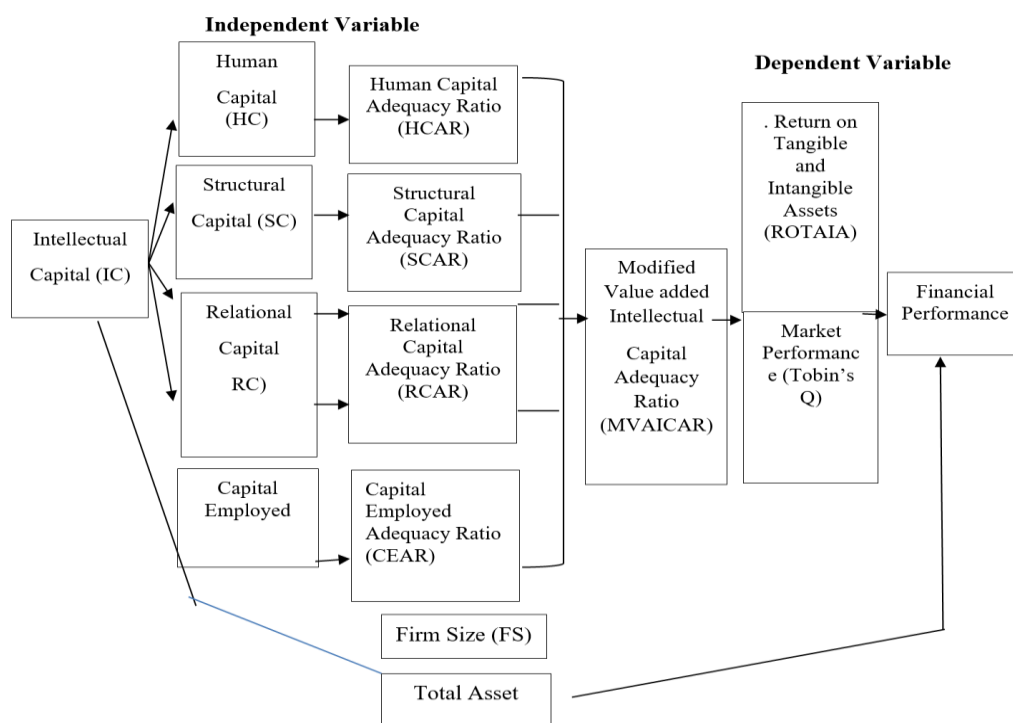 Independent Variable
Dependent Variable
Intellectual
Capital (IC)
Human
Capital
(HC)
Structural
Capital (SC)
Relational
Capital
RC)
Capital
Employed
Human Capital
Adequacy Ratio
(HCAR)
Structural
Capital
Adequacy Ratio
(SCAR)
Relational
Capital
Adequacy Ratio
(RCAR)
Capital
Employed
Adequacy Ratio
(CEAR)
Firm Size (FS)
Total Asset
Modified
Value added
Intellectual
Capital
Adequacy
Ratio
(MVAICAR)
. Return on
Tangible
and
Intangible
Assets
(ROTAIA)
Market
Performanc
e (Tobin’s
Q)
Financial
Performance